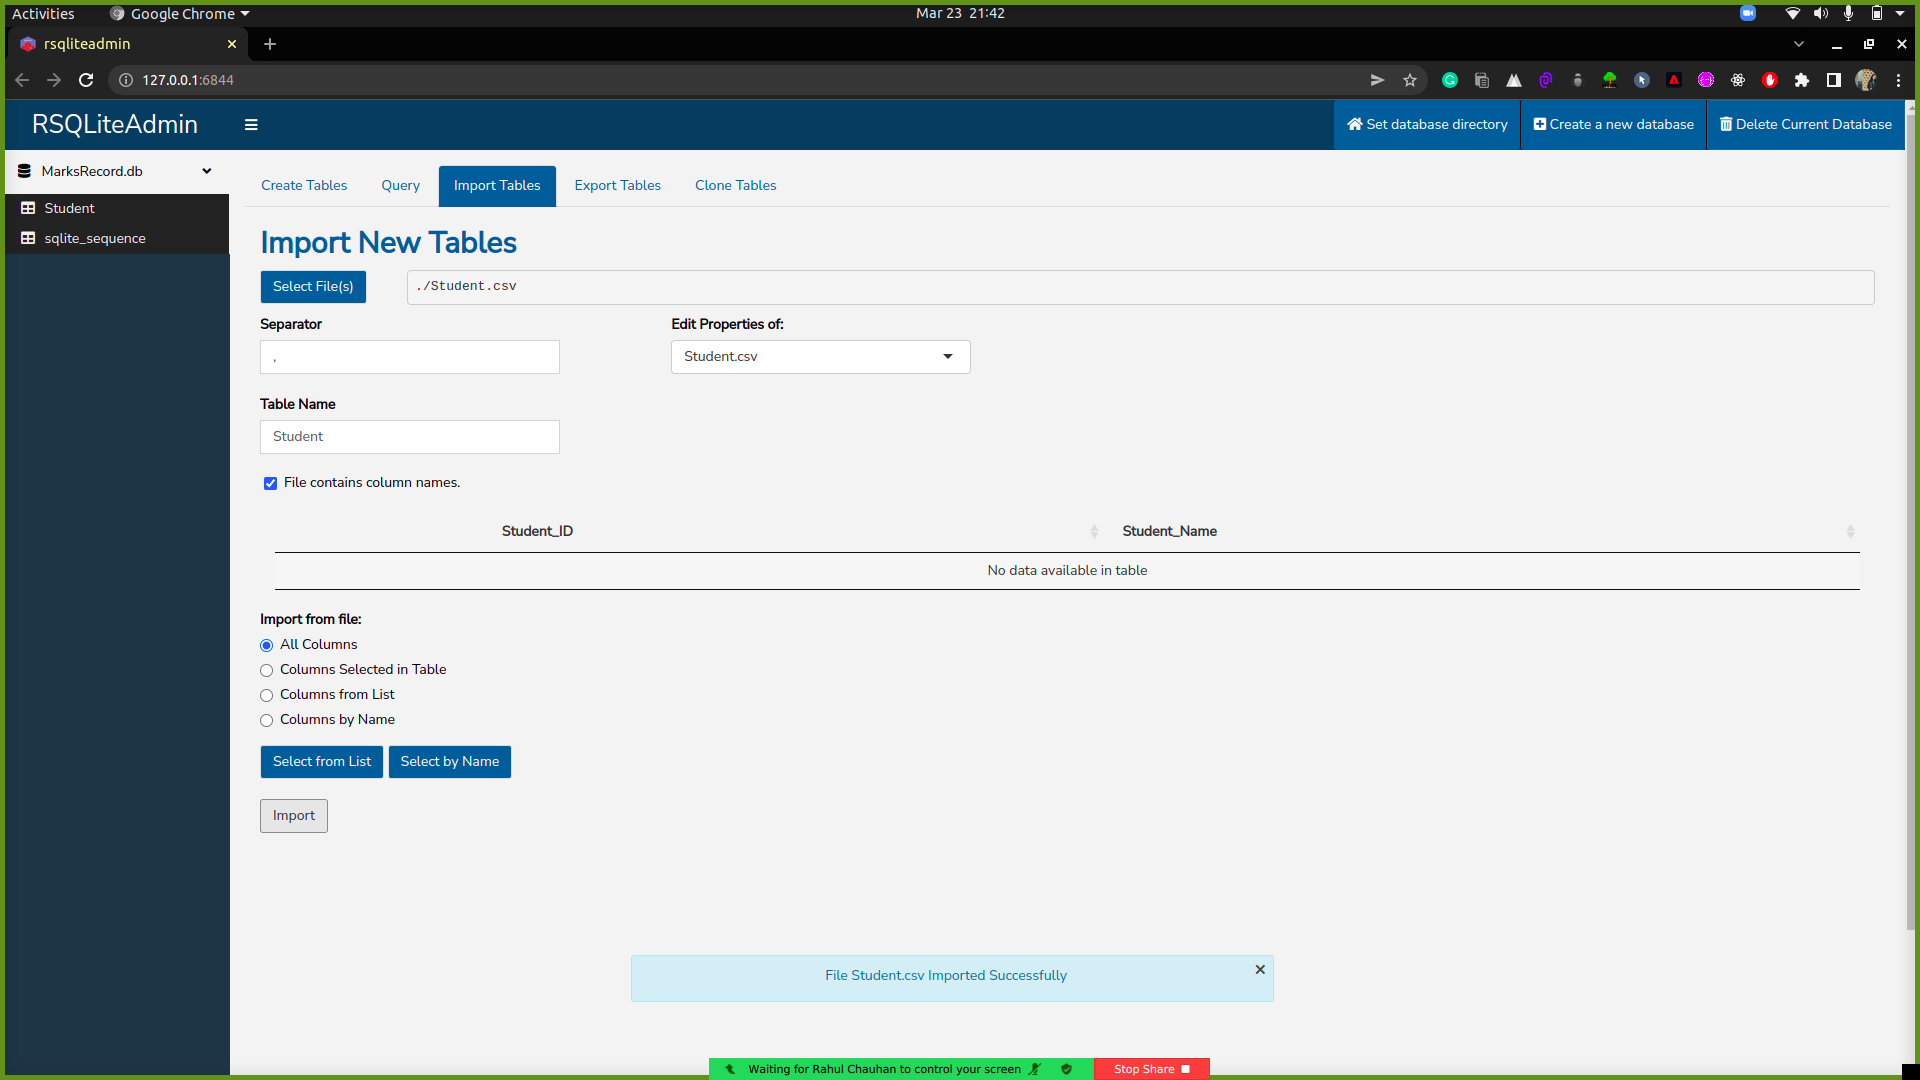 Activities
Google Chrome
Mar 23 21:42
rsqliteadmin
127.0.0.1:6844
RSQLiteAdmin
Set database directory
Create a new database
Delete Current Database
MarksRecord.db
Student
sqlite_sequence
Create Tables
Query
Import Tables
Export Tables
Clone Tables
Import New Tables
Select File(s)
./Student.csv
Separator
,
Edit Properties of:
Student.csv
Table Name
Student
File contains column names.
Student_ID
Student_Name
No data available in table
Import from file:
All Columns
Columns Selected in Table
Columns from List
Columns by Name
Select from List
Select by Name
Import
File Student.csv Imported Successfully
Waiting for Rahul Chauhan to control your screen
Stop Share